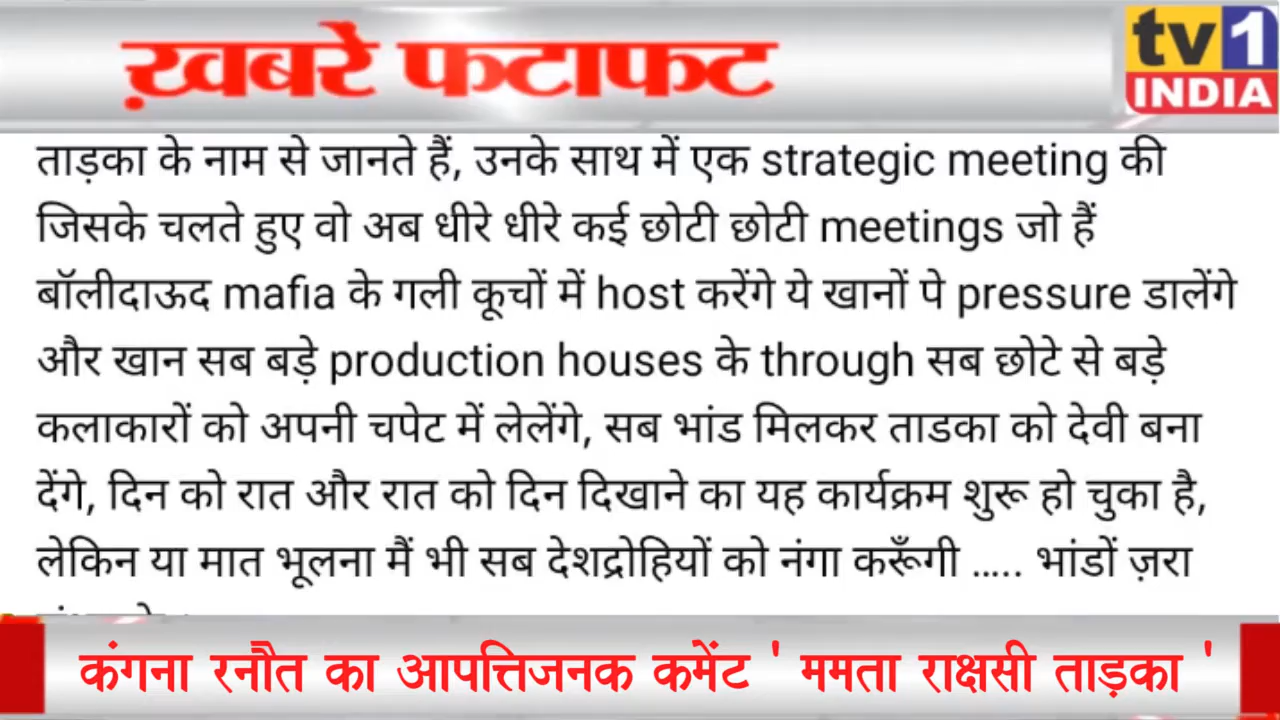 ख़बरें फटाफट
tv1
INDIA
ताड़का के नाम से जानते हैं, उनके साथ में एक strategic meeting की
जिसके चलते हुए वो अब धीरे धीरे कई छोटी छोटी meetings जो हैं
बॉलीदाऊद mafia के गली कूचों में host करेंगे ये खानों पे pressure डालेंगे
और खान सब बड़े production houses के through सब छोटे से बड़े
कलाकारों को अपनी चपेट में लेलेंगे, सब भांड मिलकर ताडका को देवी बना
देंगे, दिन को रात और रात को दिन दिखाने का यह कार्यक्रम शुरू हो चुका है,
लेकिन या मात भूलना मैं भी सब देशद्रोहियों को नंगा करूँगी ..... भांडों ज़रा
कंगना रनौत का आपत्तिजनक कमेंट ' ममता राक्षसी ताड़का '